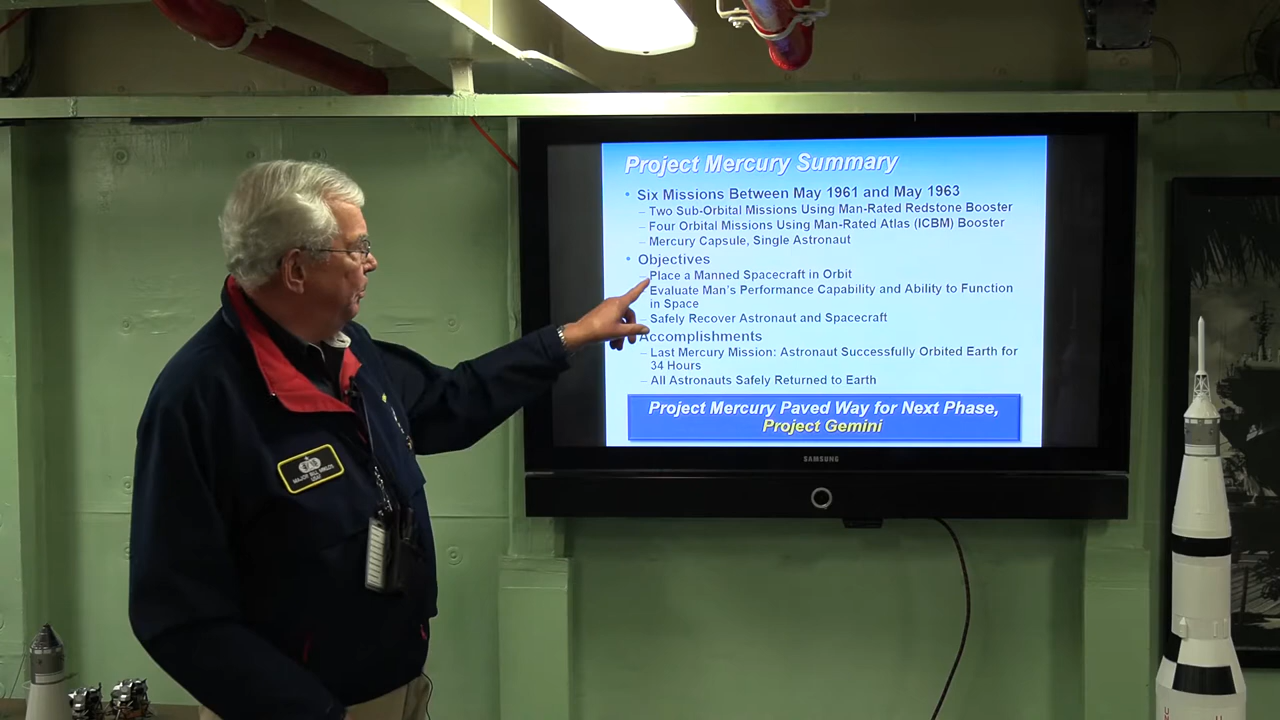 Project Mercury Summary
• Six Missions Between May 1961 and May 1963
– Two Sub-Orbital Missions Using Man-Rated Redstone Booster
– Four Orbital Missions Using Man-Rated Atlas (ICBM) Booster
– Mercury Capsule, Single Astronaut
• Objectives
– Place a Manned Spacecraft in Orbit
Evaluate Man's Performance Capability and Ability to Function
in Space
– Safely Recover Astronaut and Spacecraft
Accomplishments
– Last Mercury Mission: Astronaut Successfully Orbited Earth for
34 Hours
– All Astronauts Safely Returned to Earth
Project Mercury Paved Way for Next Phase,
Project Gemini
SAMSUNG
MAJOR BILL
USAF